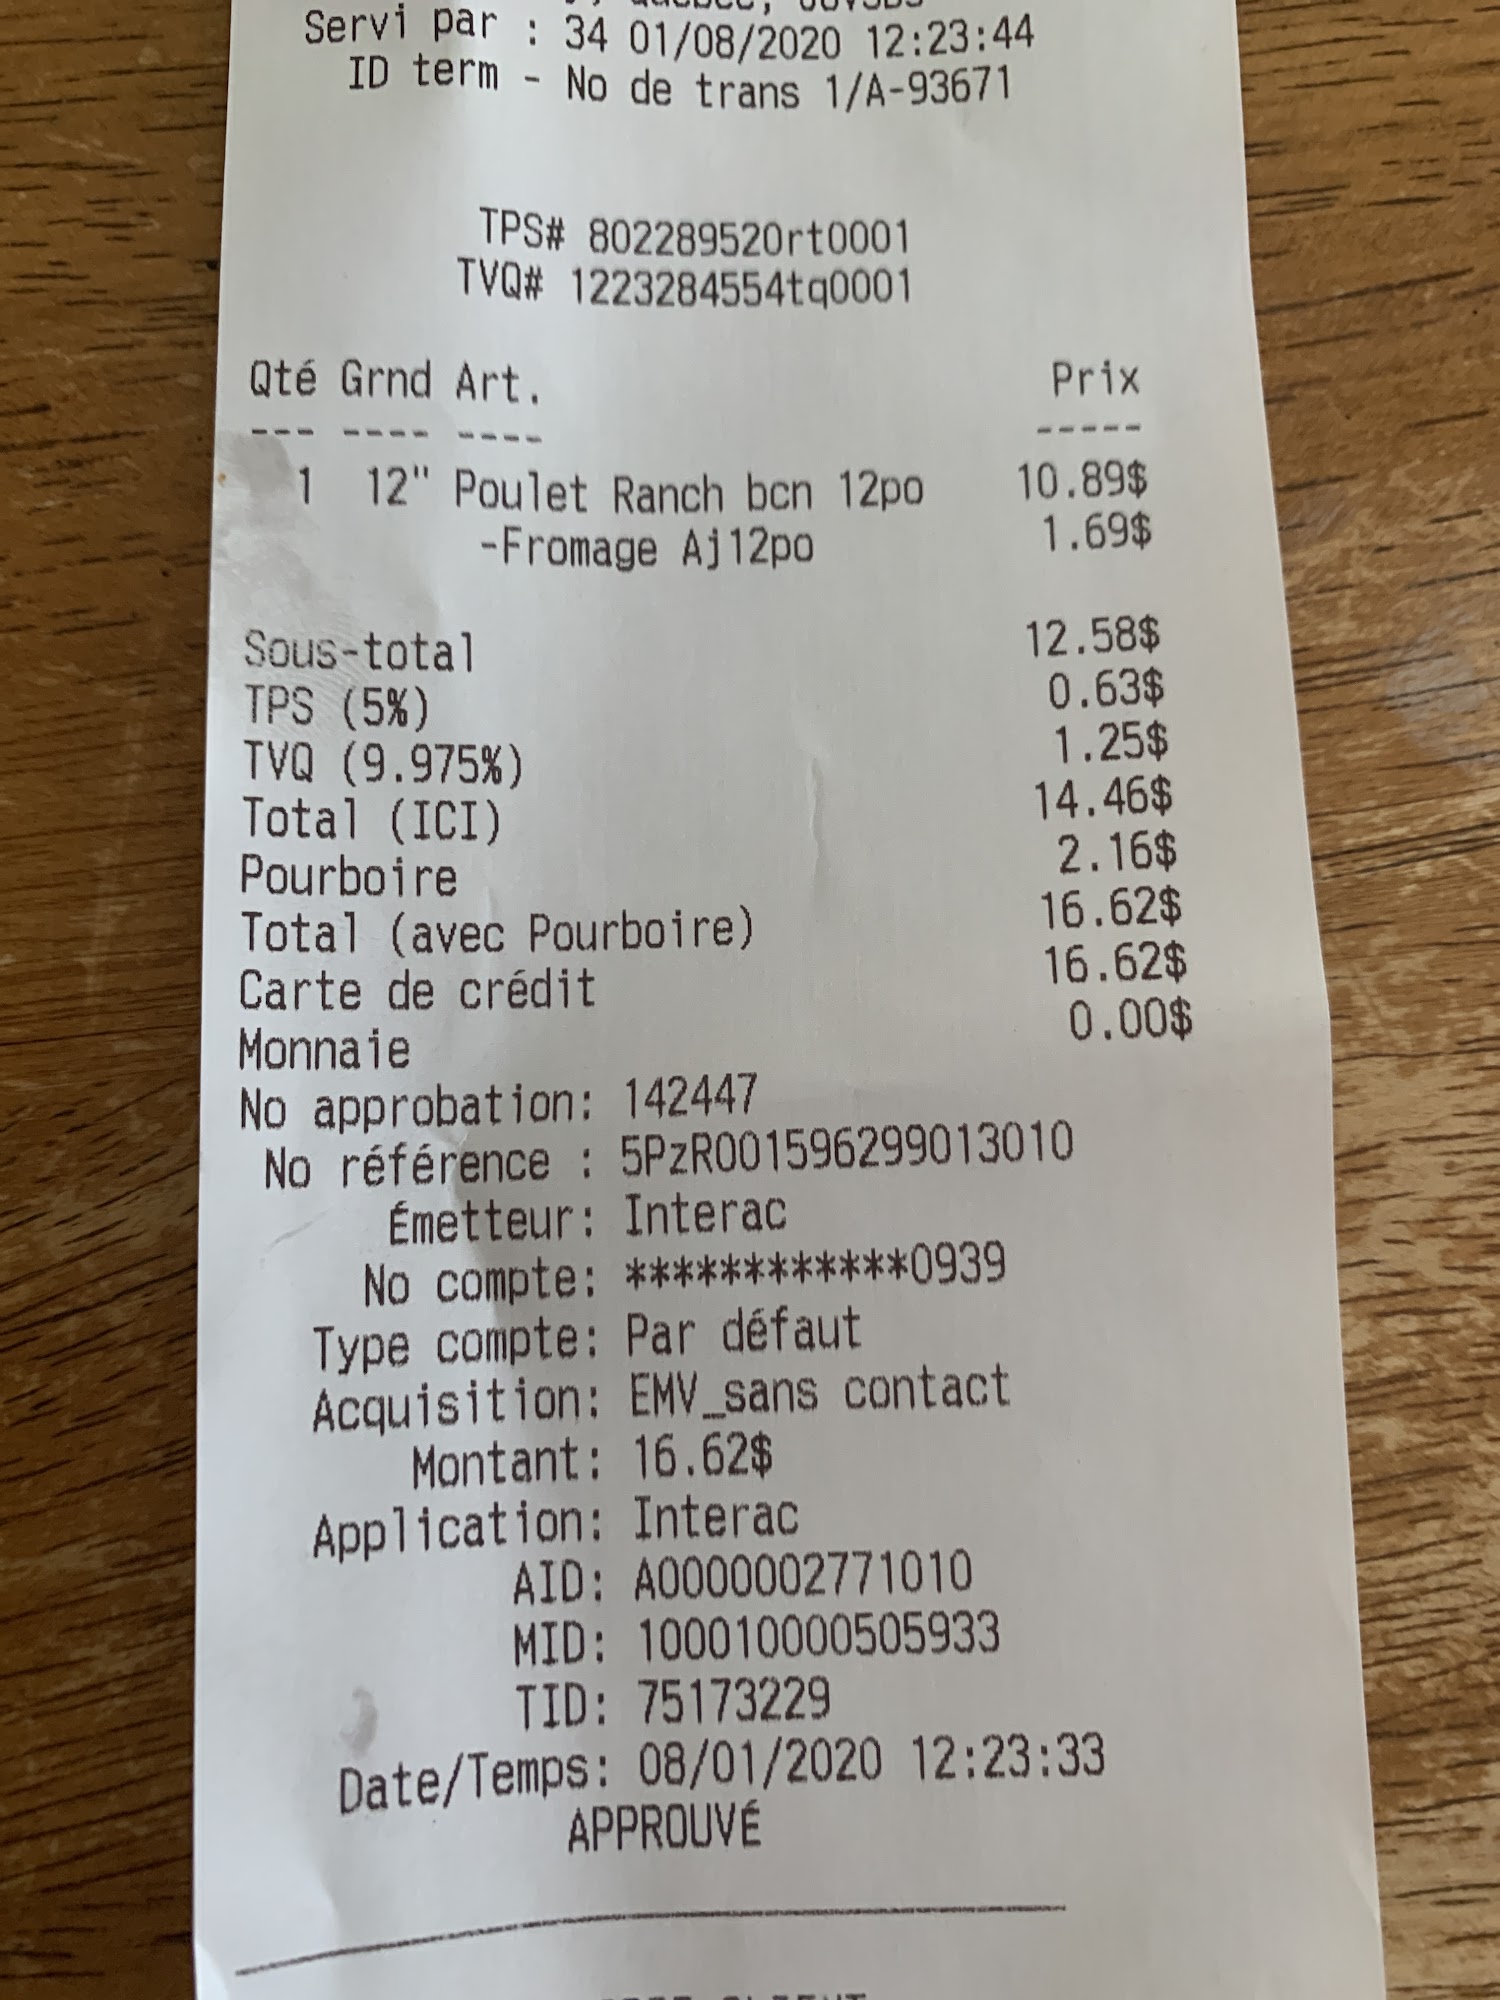 Servi par : 34 01/08/2020 12:23:44
ID term - No de trans 1/A-93671
TPS# 802289520rt0001
TVQ# 1223284554tq0001
Qté Grnd Art. Prix
--- ---- ---- -----
1 12" Poulet Ranch bcn 12po 10.89$
-Fromage Aj12po 1.69$
Sous-total 12.58$
TPS (5%) 0.63$
TVQ (9.975%) 1.25$
Total (ICI) 14.46$
Pourboire 2.16$
Total (avec Pourboire) 16.62$
Carte de crédit 16.62$
Monnaie 0.00$
No approbation: 142447
No référence : 5PzR001596299013010
Émetteur: Interac
No compte: ************0939
Type compte: Par défaut
Acquisition: EMV_sans contact
Montant: 16.62$
Application: Interac
AID: A0000002771010
MID: 100010000505933
TID: 75173229
Date/Temps: 08/01/2020 12:23:33
APPROUVÉ